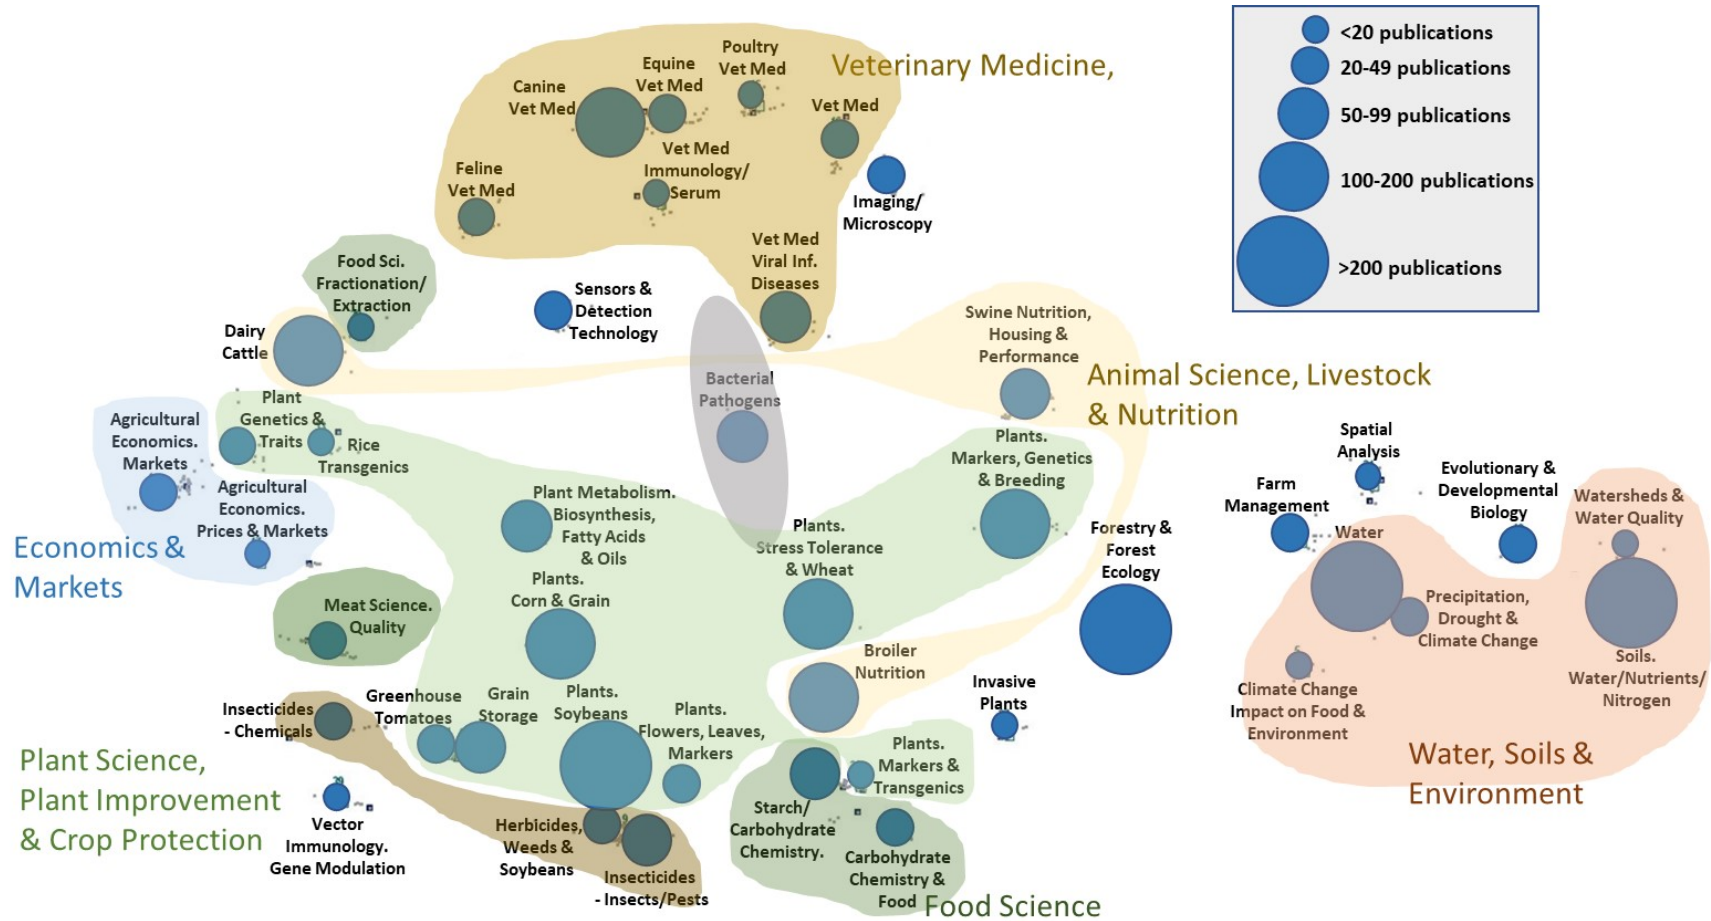 Veterinary Medicine,
Canine
Vet Med
Equine
Vet Med
Poultry
Vet Med
Vet Med
Vet Med
Immunology/
Serum
Feline
Vet Med
Imaging/
Microscopy
Vet Med
Viral Inf.
Diseases
<20 publications
20-49 publications
50-99 publications
100-200 publications
>200 publications
Food Sci.
Fractionation/
Extraction
Sensors &
Detection
Technology
Dairy
Cattle
Swine Nutrition,
Housing &
Performance
Bacterial
Pathogens
Animal Science, Livestock
& Nutrition
Plant
Genetics &
Traits
Rice
Transgenics
Agricultural
Economics.
Markets
Agricultural
Economics.
Prices & Markets
Economics &
Markets
Plants.
Markers, Genetics
& Breeding
Plant Metabolism.
Biosynthesis,
Fatty Acids
& Oils
Plants.
Stress Tolerance
& Wheat
Plants.
Corn & Grain
Forestry &
Forest
Ecology
Spatial
Analysis
Farm
Management
Evolutionary &
Developmental
Biology
Watersheds &
Water Quality
Water
Precipitation,
Drought &
Climate Change
Soils.
Water/Nutrients/
Nitrogen
Climate Change
Impact on Food &
Environment
Water, Soils &
Environment
Meat Science.
Quality
Broiler
Nutrition
Invasive
Plants
Insecticides
- Chemicals
Greenhouse
Tomatoes
Grain
Storage
Plants.
Soybeans
Plants.
Flowers, Leaves,
Markers
Plants.
Markers &
Transgenics
Plant Science,
Plant Improvement
& Crop Protection
Vector
Immunology.
Gene Modulation
Herbicides,
Weeds &
Soybeans
Insecticides
- Insects/Pests
Starch/
Carbohydrate
Chemistry.
Carbohydrate
Chemistry &
Food
Food Science